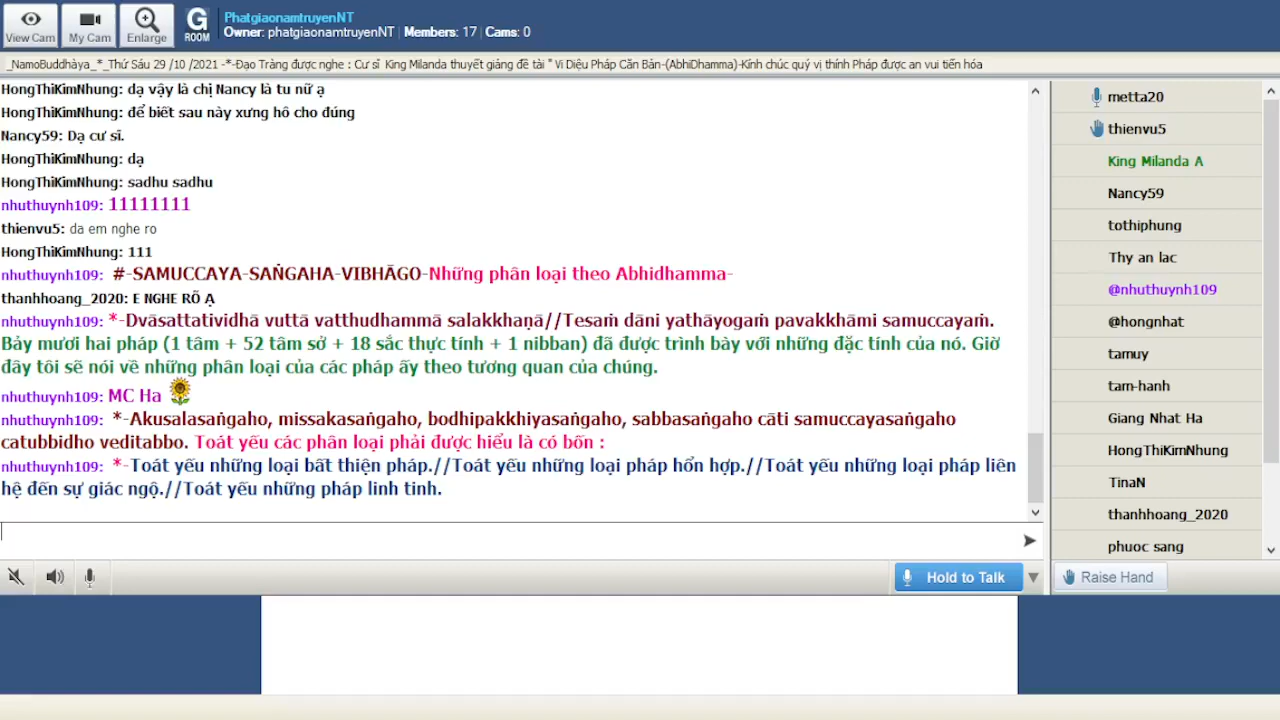 View Cam
My Cam
Enlarge
G
ROOM
PhatgiaonamtruyenNT
Owner: phatgiaonamtruyenNT | Members: 17 | Cams: 0
_NamoBuddhàya_*_Thứ Sáu 29 /10 /2021 -*-Đạo Tràng được nghe : Cư sĩ King Milanda thuyết giảng đề tài " Vi Diệu Pháp Căn Bản-(AbhiDhamma)-Kính chúc quý vị thính Pháp được an vui tiến hóa
HongThiKimNhung: dạ vậy là chị Nancy là tu nữ ạ
HongThiKimNhung: để biết sau này xưng hô cho đúng
Nancy59: Dạ cư sĩ.
HongThiKimNhung: dạ
HongThiKimNhung: sadhu sadhu
nhuthuynh109: 11111111
thienvu5: da em nghe ro
HongThiKimNhung: 111
nhuthuynh109: #-SAMUCCAYA-SAṄGAHA-VIBHĀGO-Những phân loại theo Abhidhamma-
thanhhoang_2020: E NGHE RÕ Ạ
nhuthuynh109: *-Dvāsattatividhā vuttā vatthudhammā salakkhaṇā//Tesaṁ dāni yathāyogaṁ pavakkhāmi samuccayaṁ.
Bảy mươi hai pháp (1 tâm + 52 tâm sở + 18 sắc thực tính + 1 nibban) đã được trình bày với những đặc tính của nó. Giờ
đây tôi sẽ nói về những phân loại của các pháp ấy theo tương quan của chúng.
nhuthuynh109: MC Ha
nhuthuynh109: *-Akusalasaṅgaho, missakasaṅgaho, bodhipakkhiyasaṅgaho, sabbasaṅgaho cāti samuccayasaṅgaho
catubbidho veditabbo. Toát yếu các phân loại phải được hiểu là có bốn :
nhuthuynh109: *-Toát yếu những loại bất thiện pháp.//Toát yếu những loại pháp hổn hợp.//Toát yếu những loại pháp liên
hệ đến sự giác ngộ.//Toát yếu những pháp linh tinh.
metta20
thienvu5
King Milanda A
Nancy59
tothiphung
Thy an lac
@nhuthuynh109
@hongnhat
tamuy
tam-hanh
Giang Nhat Ha
HongThiKimNhung
TinaN
thanhhoang_2020
phuoc sang
Hold to Talk
Raise Hand